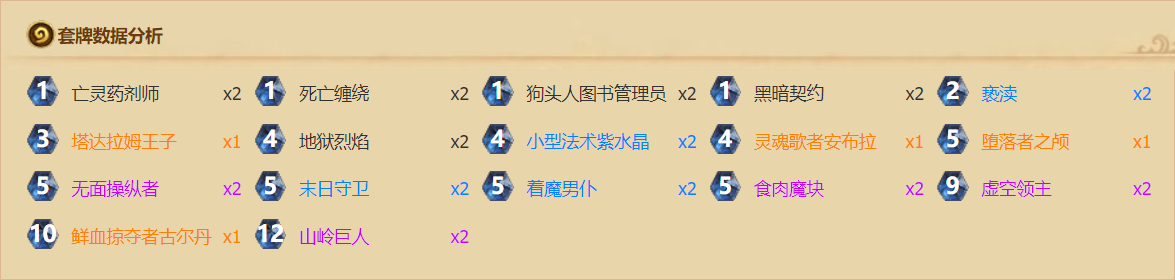 套牌数据分析
1 亡灵药剂师 x2 1 死亡缠绕 x2 1 狗头人图书管理员 x2 1 黑暗契约 x2 2 亵渎 x2
3 塔达拉姆王子 x1 4 地狱烈焰 x2 4 小型法术紫水晶 x2 4 灵魂歌者安布拉 x1 5 堕落者之颅 x1
5 无面操纵者 x2 5 末日守卫 x2 5 着魔男仆 x2 5 食肉魔块 x2 9 虚空领主 x2
10 鲜血掠夺者古尔丹 x1 12 山岭巨人 x2